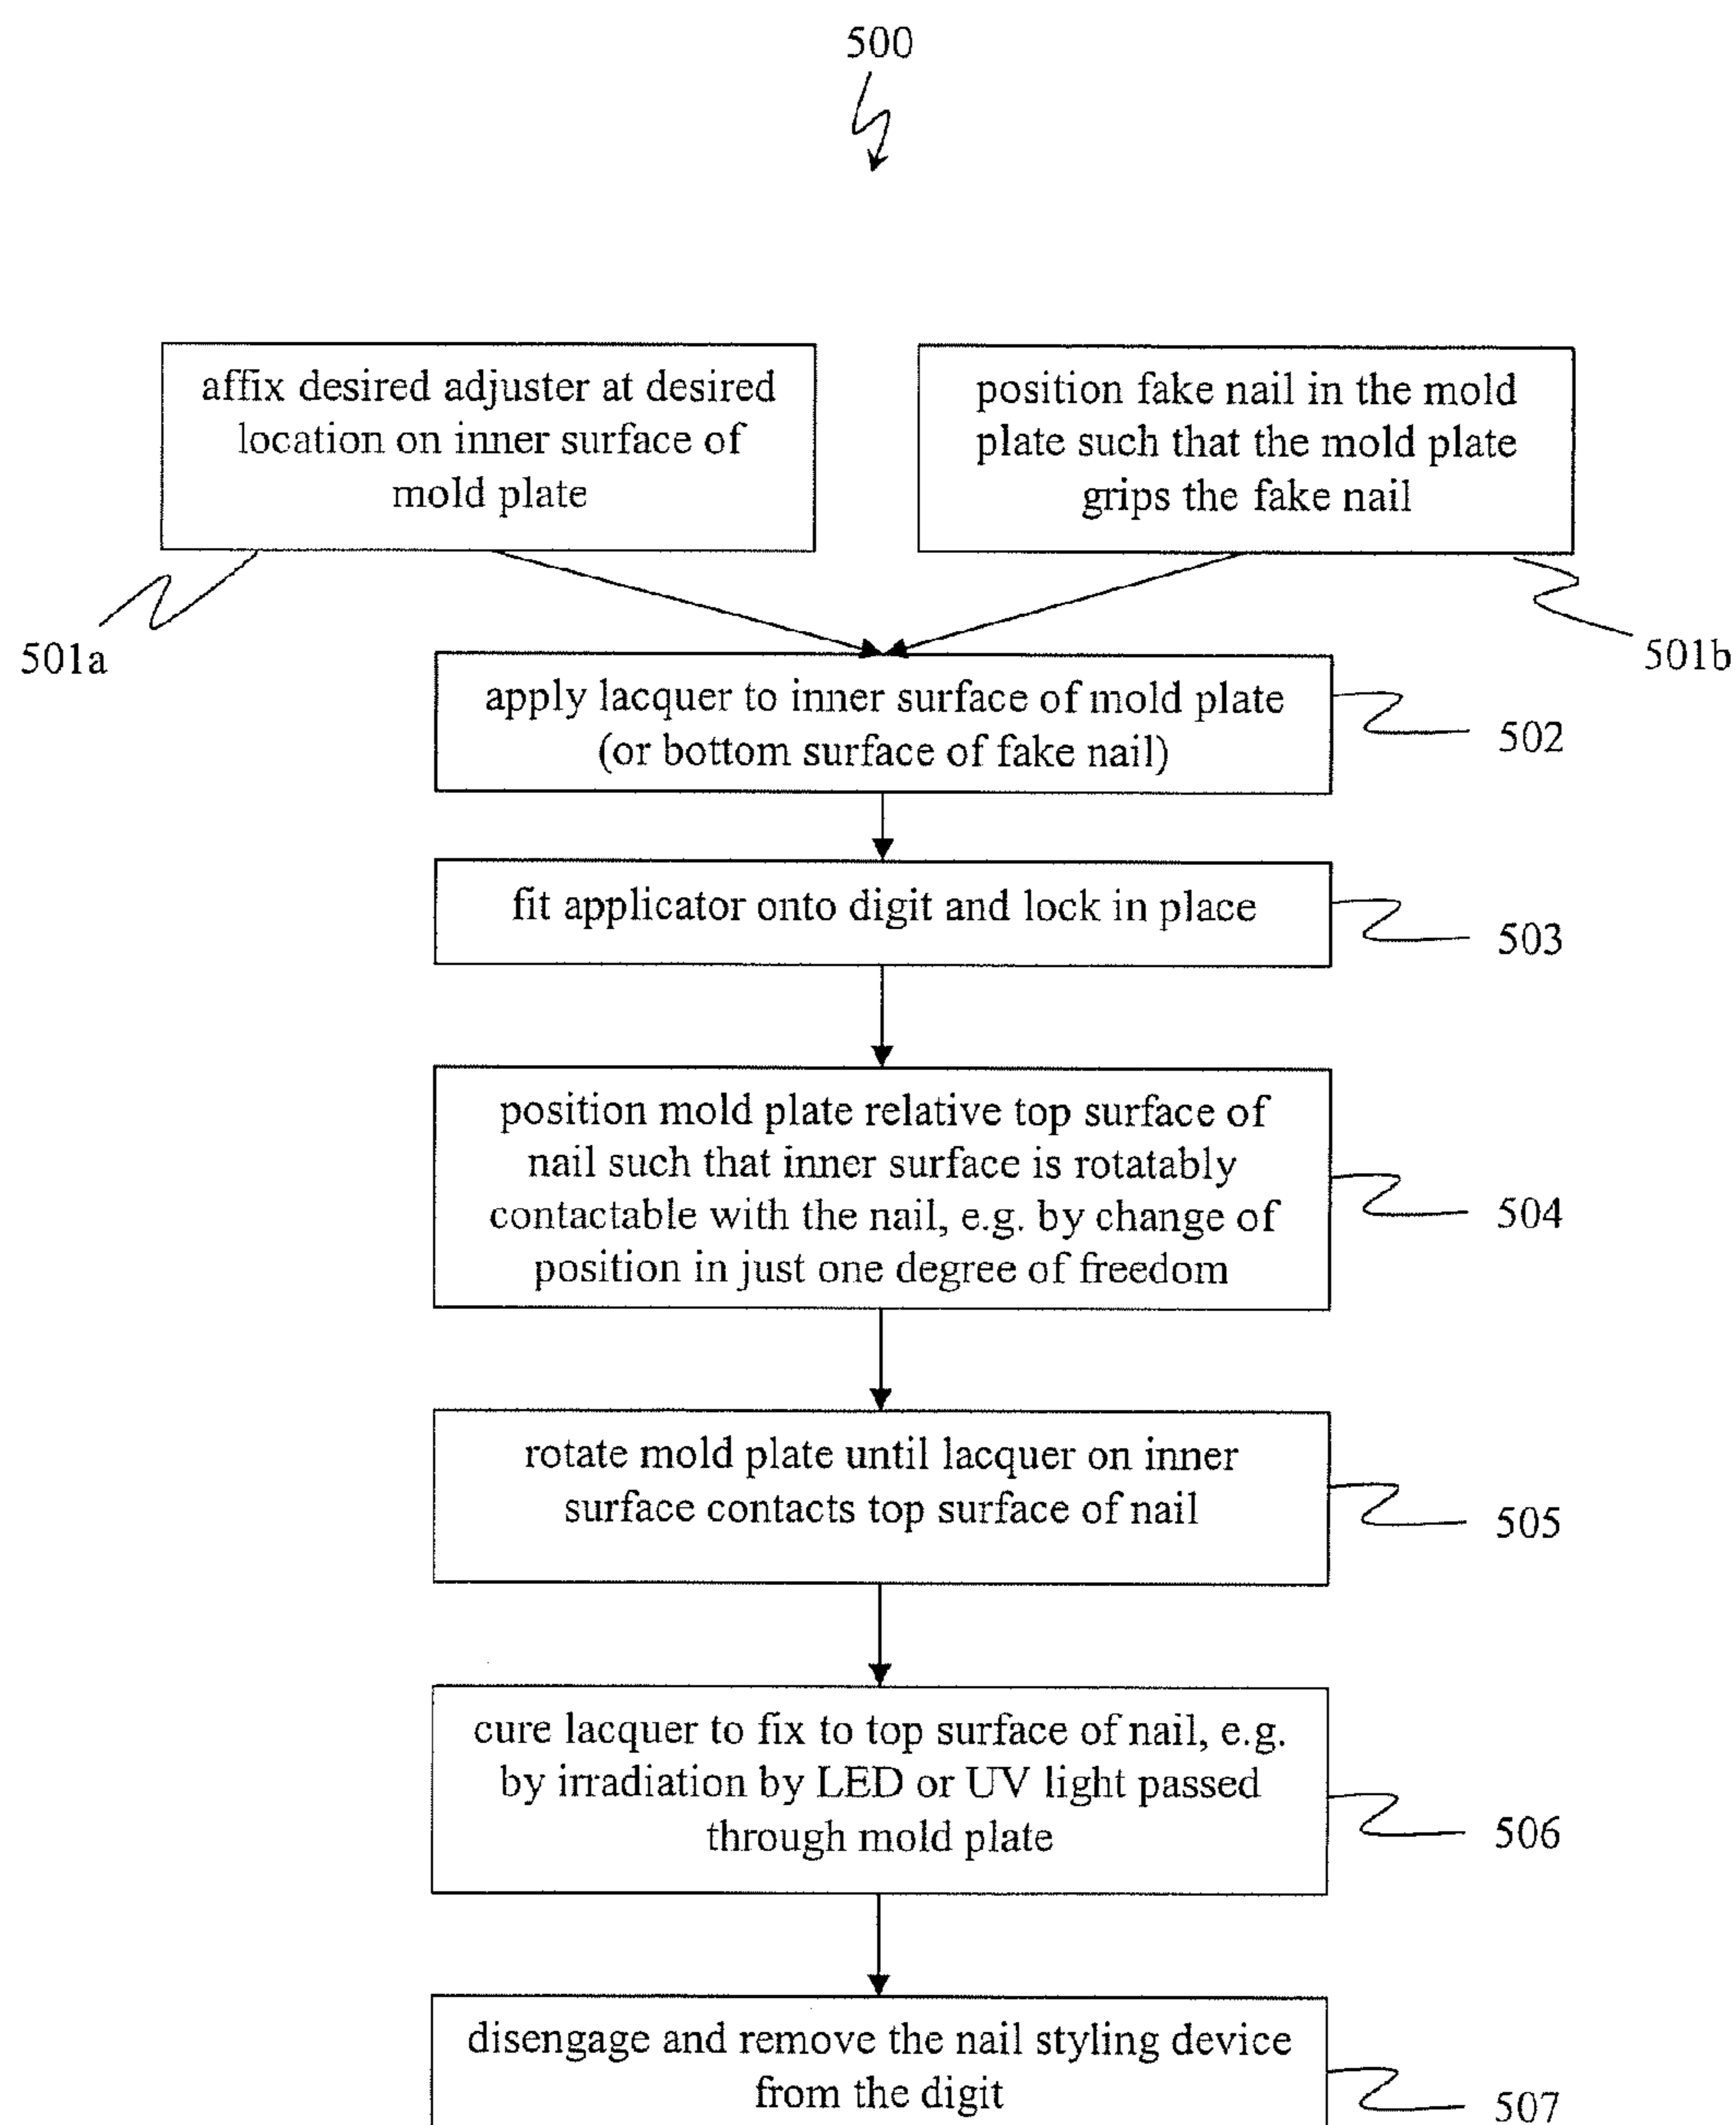 500
affix desired adjuster at desired
location on inner surface of
mold plate
position fake nail in the mold
plate such that the mold plate
grips the fake nail
501a
501b
apply lacquer to inner surface of mold plate
(or bottom surface of fake nail)
502
fit applicator onto digit and lock in place
503
position mold plate relative top surface of
nail such that inner surface is rotatably
contactable with the nail, e.g. by change of
position in just one degree of freedom
504
rotate mold plate until lacquer on inner
surface contacts top surface of nail
505
cure lacquer to fix to top surface of nail, e.g.
by irradiation by LED or UV light passed
through mold plate
506
disengage and remove the nail styling device
from the digit
507